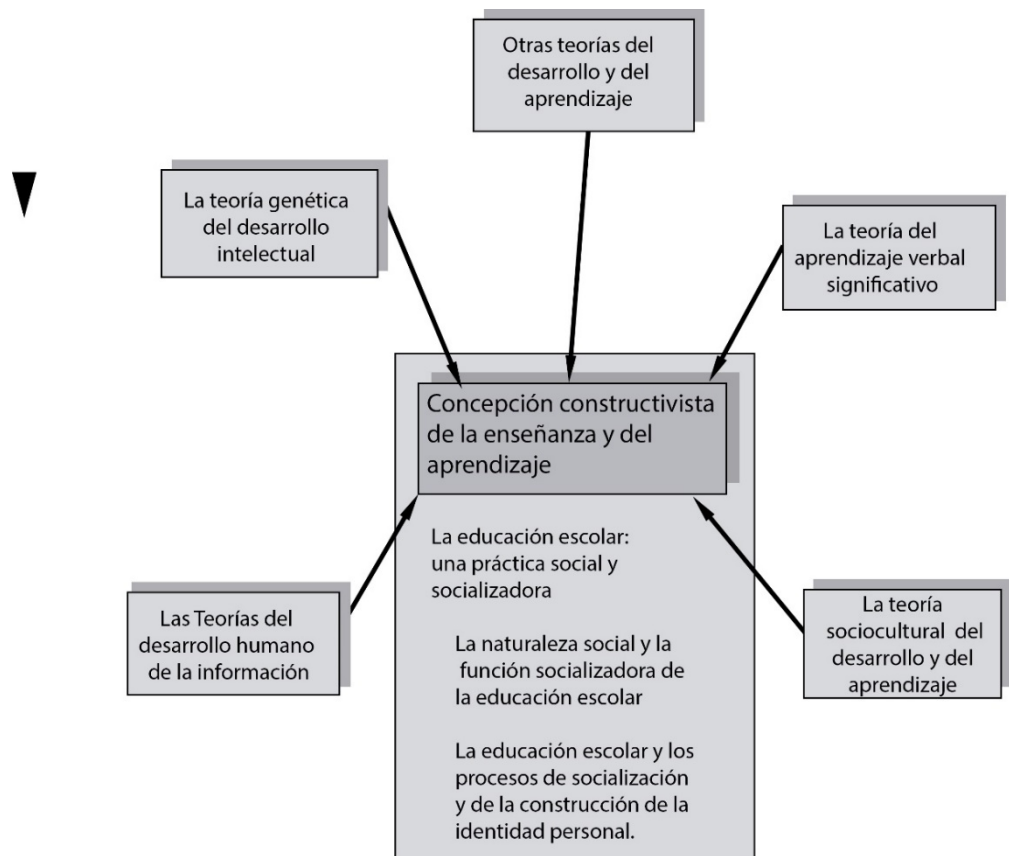 Otras teorías del
desarrollo y del
aprendizaje
La teoría genética
del desarrollo
intelectual
La teoría del
aprendizaje verbal
significativo
Concepción constructivista
de la enseñanza y del
aprendizaje
La educación escolar:
una práctica social y
socializadora
La naturaleza social y la
función socializadora de
la educación escolar
La educación escolar y los
procesos de socialización
y de la construcción de la
identidad personal.
Las Teorías del
desarrollo humano
de la información
La teoría
sociocultural del
desarrollo y del
aprendizaje